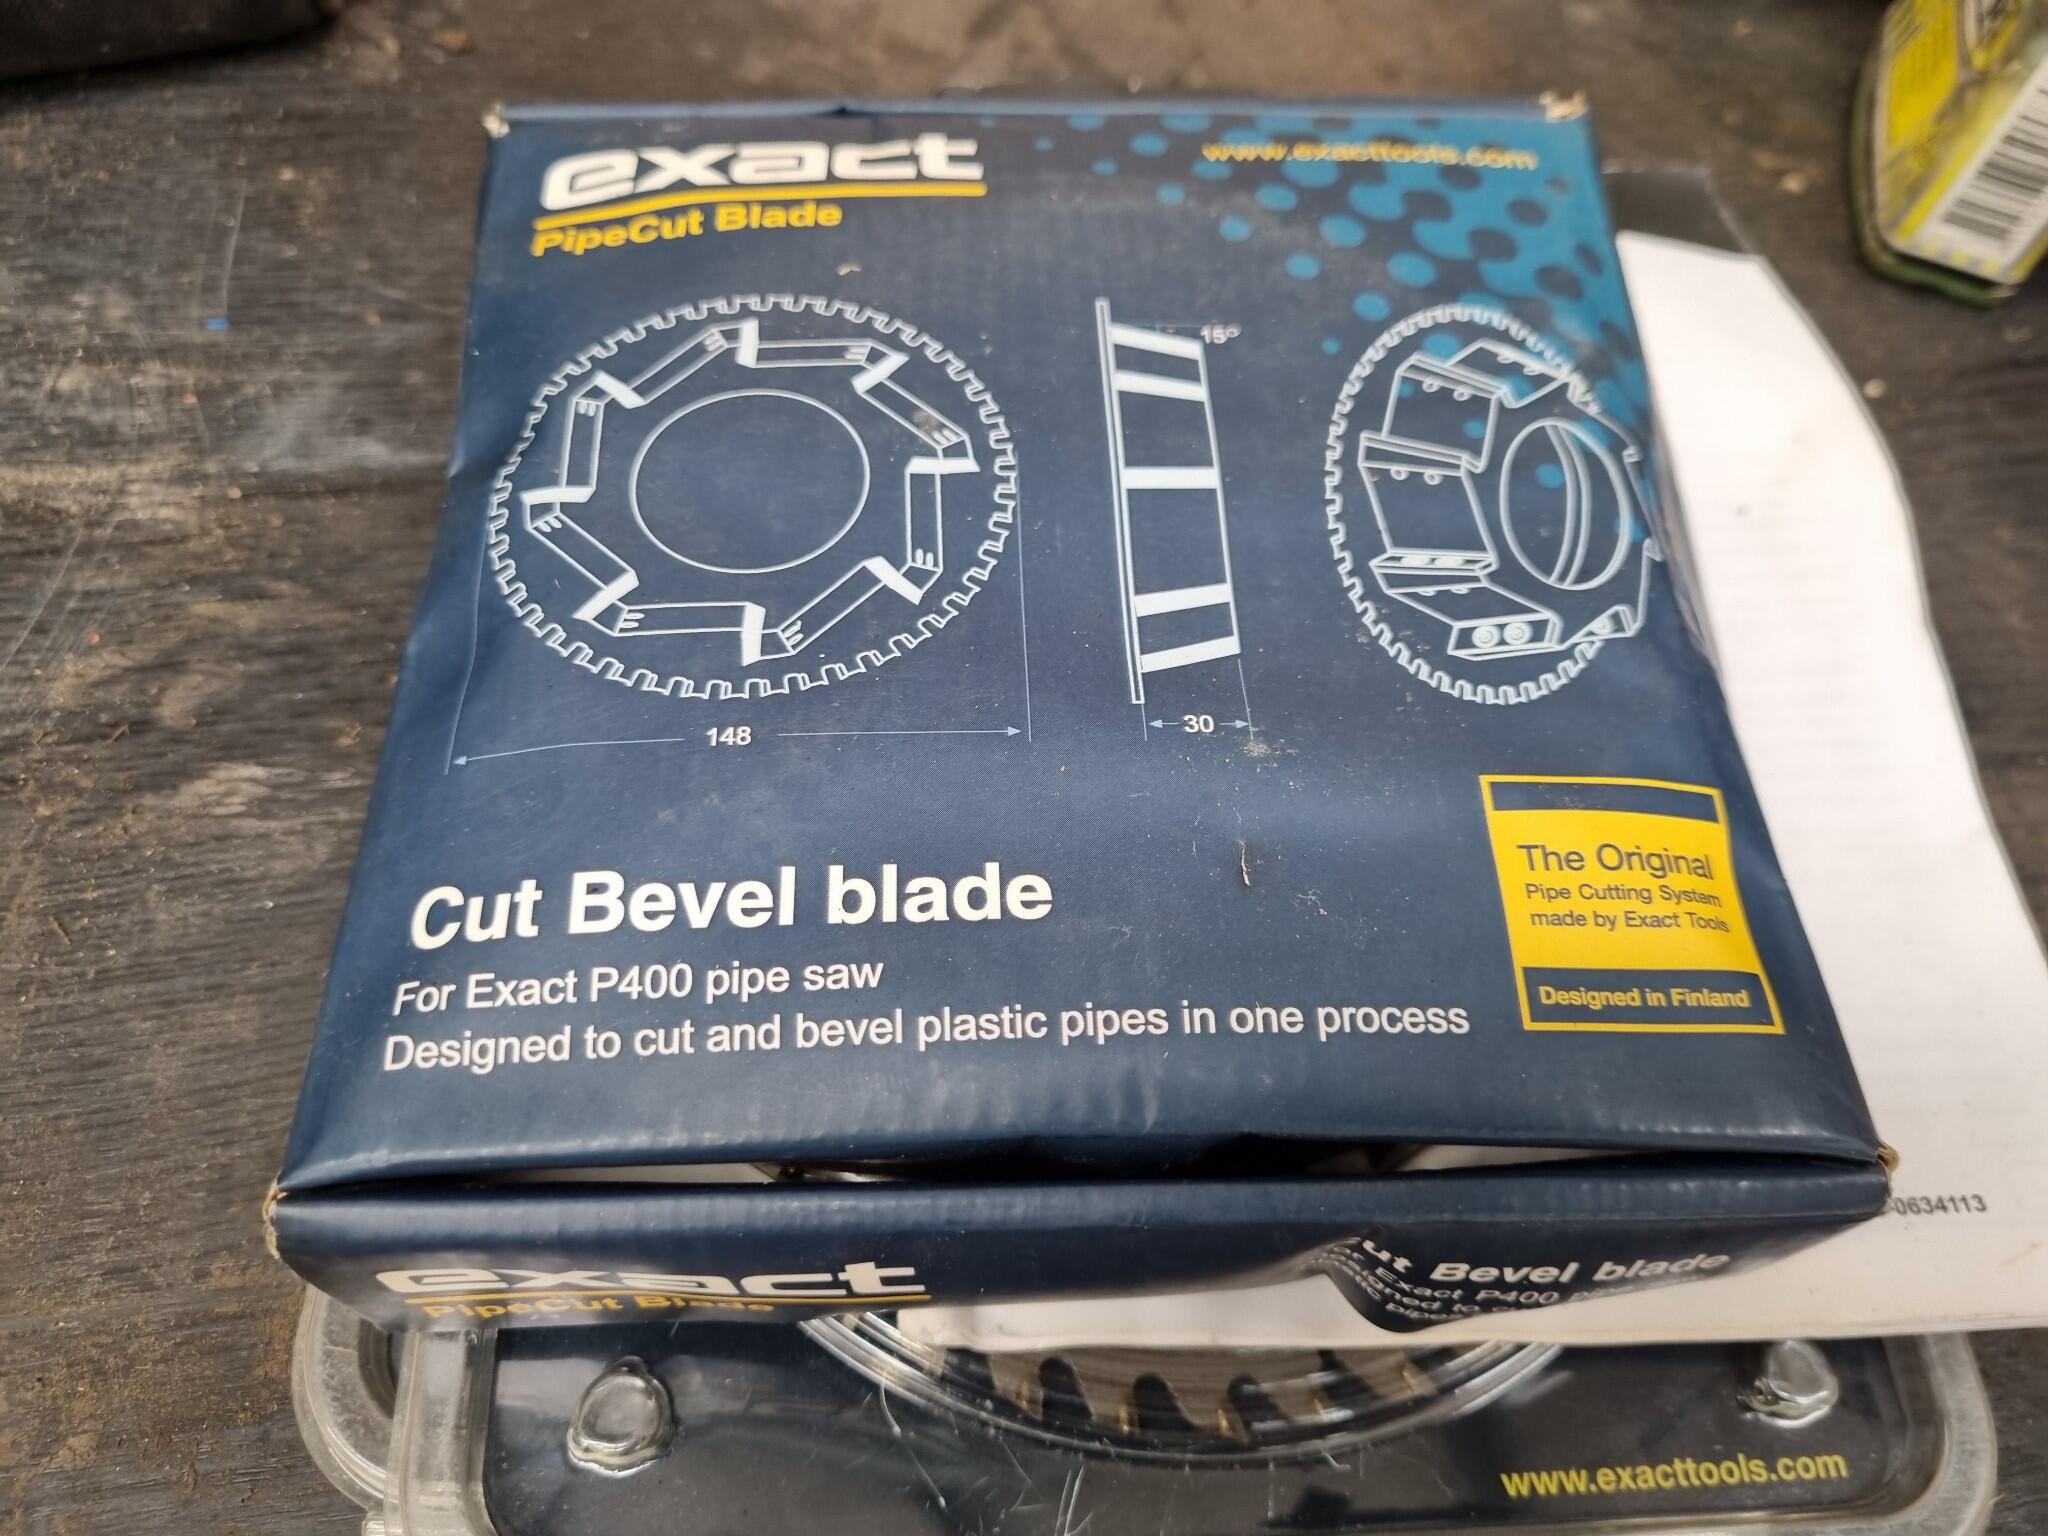 exact
www.exacttools.com
PipeCut Blade
15°
148
30
Cut Bevel blade
For Exact P400 pipe saw
Designed to cut and bevel plastic pipes in one process
The Original
Pipe Cutting System
made by Exact Tools
Designed in Finland
0634113
exact
PipeCut Blade
Cut Bevel blade
Exact P400
www.exacttools.com